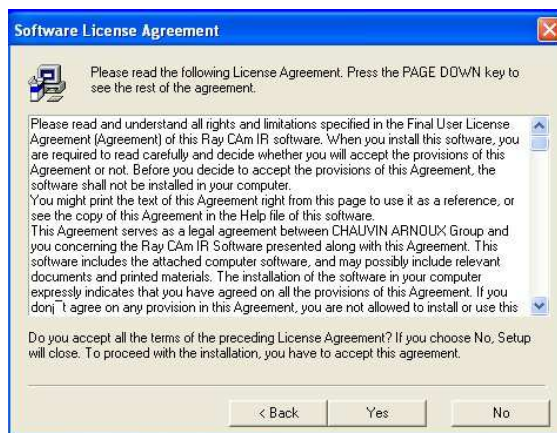 Software License Agreement
Please read the following License Agreement. Press the PAGE DOWN key to
see the rest of the agreement.
Please read and understand all rights and limitations specified in the Final User License
Agreement (Agreement) of this Ray CAm IR software. When you install this software, you
are required to read carefully and decide whether you will accept the provisions of this
Agreement or not. Before you decide to accept the provisions of this Agreement, the
software shall not be installed in your computer.
You might print the text of this Agreement right from this page to use it as a reference, or
see the copy of this Agreement in the Help file of this software.
This Agreement serves as a legal agreement between CHAUVIN ARNOUX Group and
you concerning the Ray CAm IR Software presented along with this Agreement. This
software includes the attached computer software, and may possibly include relevant
documents and printed materials. The installation of the software in your computer
expressly indicates that you have agreed on all the provisions of this Agreement. If you
don¡¯t agree on any provision in this Agreement, you are not allowed to install or use this
Do you accept all the terms of the preceding License Agreement? If you choose No, Setup
will close. To proceed with the installation, you have to accept this agreement.
< Back
Yes
No